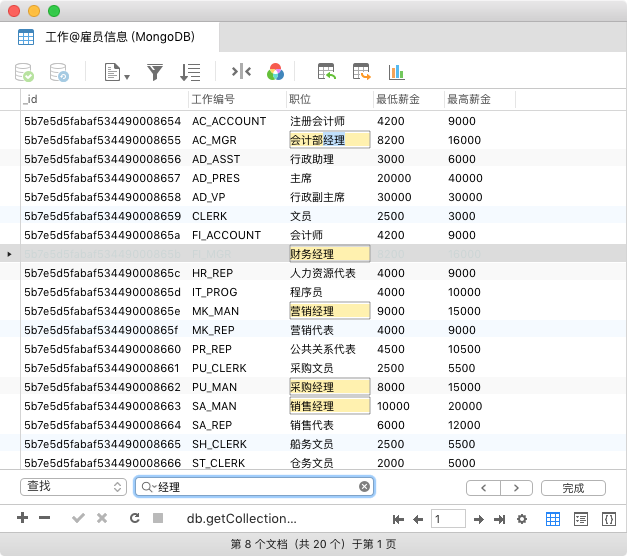 工作@雇员信息 (MongoDB)
_id 工作编号 职位 最低薪金 最高薪金
5b7e5d5fabaf534490008654 AC_ACCOUNT 注册会计师 4200 9000
5b7e5d5fabaf534490008655 AC_MGR 会计部经理 8200 16000
5b7e5d5fabaf534490008656 AD_ASST 行政助理 3000 6000
5b7e5d5fabaf534490008657 AD_PRES 主席 20000 40000
5b7e5d5fabaf534490008658 AD_VP 行政副主席 30000 30000
5b7e5d5fabaf534490008659 CLERK 文员 2500 3000
5b7e5d5fabaf53449000865a FI_ACCOUNT 会计师 4200 9000
财务经理
5b7e5d5fabaf53449000865c HR_REP 人力资源代表 4000 9000
5b7e5d5fabaf53449000865d IT_PROG 程序员 4000 10000
5b7e5d5fabaf53449000865e MK_MAN 营销经理 9000 15000
5b7e5d5fabaf53449000865f MK_REP 营销代表 4000 9000
5b7e5d5fabaf534490008660 PR_REP 公共关系代表 4500 10500
5b7e5d5fabaf534490008661 PU_CLERK 采购文员 2500 5500
5b7e5d5fabaf534490008662 PU_MAN 采购经理 8000 15000
5b7e5d5fabaf534490008663 SA_MAN 销售经理 10000 20000
5b7e5d5fabaf534490008664 SA_REP 销售代表 6000 12000
5b7e5d5fabaf534490008665 SH_CLERK 船务文员 2500 5500
5b7e5d5fabaf534490008666 ST_CLERK 仓务文员 2000 5000
查找 经理 完成
db.getCollection... 1
第 8 个文档（共 20 个）于第 1 页